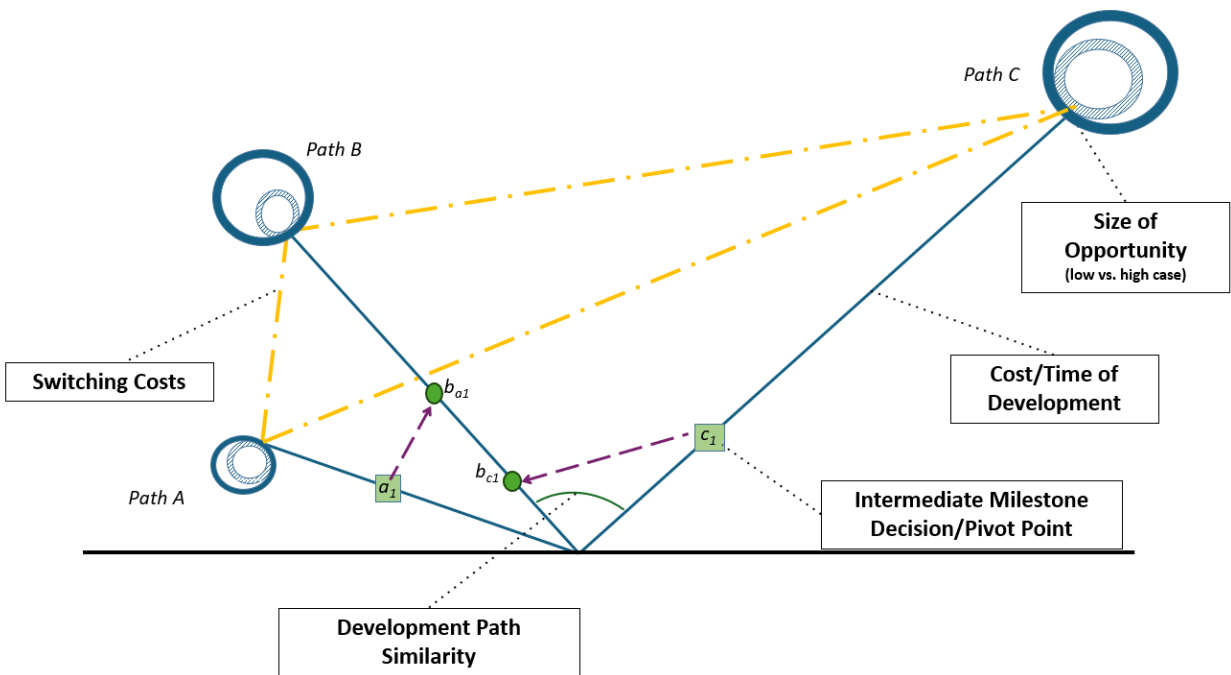 Path C
Path B
Size of
Opportunity
(low vs. high case)
Switching Costs
b_a1
Cost/Time of
Development
c_1
b_c1
a_1
Path A
Intermediate Milestone
Decision/Pivot Point
Development Path
Similarity